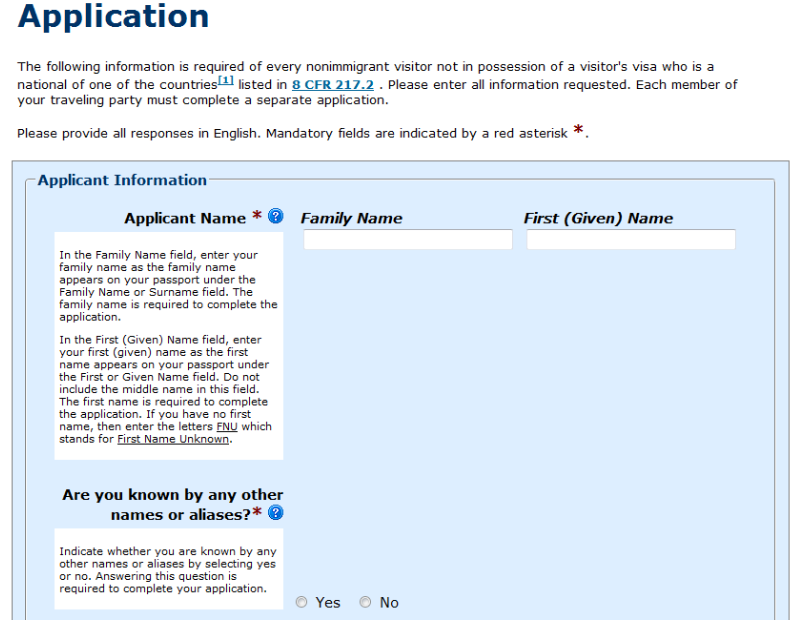 Application
The following information is required of every nonimmigrant visitor not in possession of a visitor's visa who is a
national of one of the countries[1] listed in 8 CFR 217.2 . Please enter all information requested. Each member of
your traveling party must complete a separate application.
Please provide all responses in English. Mandatory fields are indicated by a red asterisk *.
Applicant Information
Applicant Name * ? Family Name First (Given) Name
In the Family Name field, enter your
family name as the family name
appears on your passport under the
Family Name or Surname field. The
family name is required to complete the
application.
In the First (Given) Name field, enter
your first (given) name as the first
name appears on your passport under
the First or Given Name field. Do not
include the middle name in this field.
The first name is required to complete
the application. If you have no first
name, then enter the letters FNU which
stands for First Name Unknown.
Are you known by any other
names or aliases?* ?
Indicate whether you are known by any
other names or aliases by selecting yes
or no. Answering this question is
required to complete your application.
Yes No